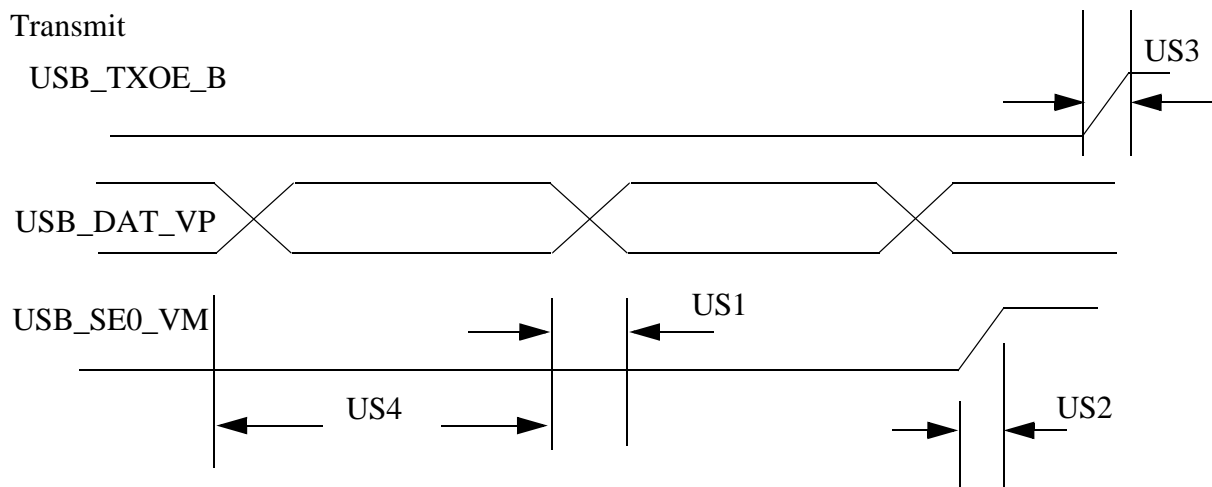 Transmit
USB_TXOE_B
US3
USB_DAT_VP
USB_SE0_VM
US1
US4
US2